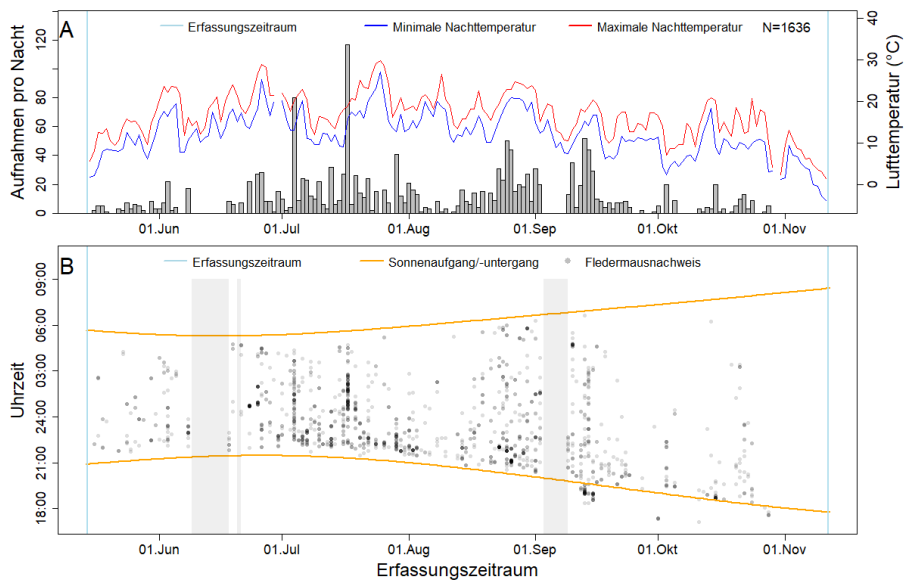 A
Erfassungszeitraum Minimale Nachttemperatur Maximale Nachttemperatur N=1636
Aufnahmen pro Nacht
0 20 40 60 80 120
Lufttemperatur (°C)
0 10 20 30 40
01.Jun 01.Jul 01.Aug 01.Sep 01.Okt 01.Nov
B
Erfassungszeitraum Sonnenaufgang/-untergang Fledermausnachweis
Uhrzeit
18:00 21:00 24:00 03:00 06:00 09:00
01.Jun 01.Jul 01.Aug 01.Sep 01.Okt 01.Nov
Erfassungszeitraum